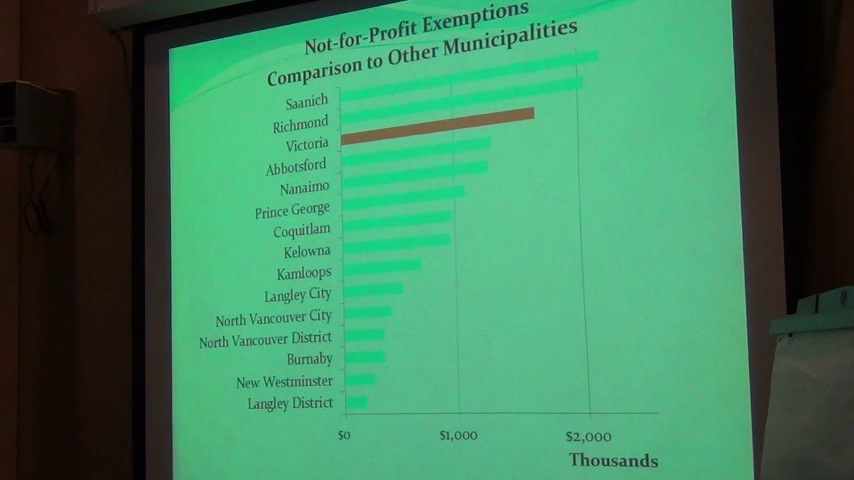 Not-for-Profit Exemptions
Comparison to Other Municipalities
Saanich
Richmond
Victoria
Abbotsford
Nanaimo
Prince George
Coquitlam
Kelowna
Kamloops
Langley City
North Vancouver City
North Vancouver District
Burnaby
New Westminster
Langley District
$0 $1,000 $2,000
Thousands